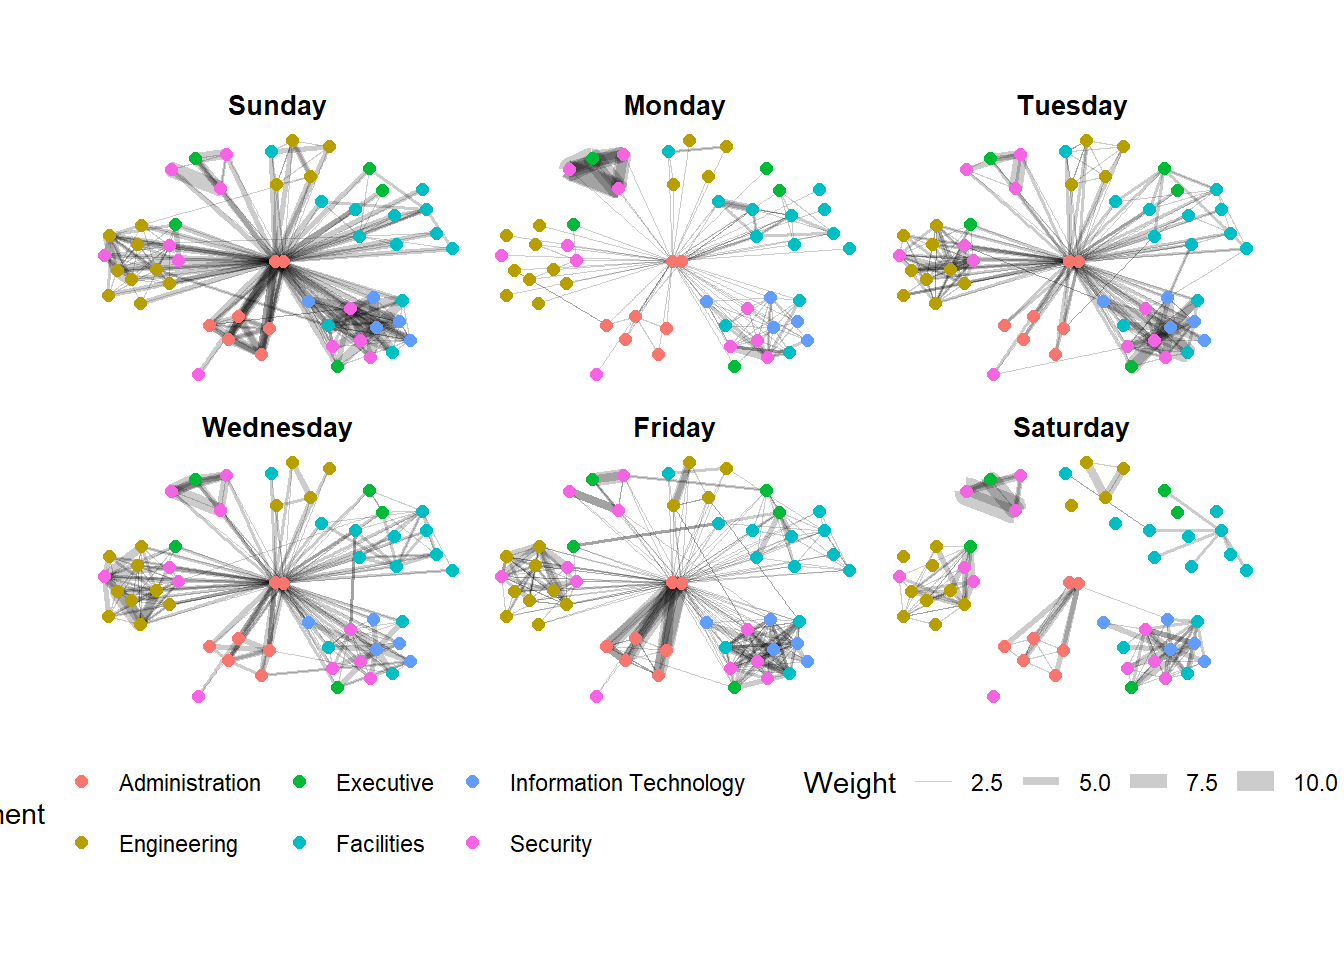 Sunday Monday Tuesday
Wednesday Friday Saturday
Administration Executive Information Technology Weight 2.5 5.0 7.5 10.0
Engineering Facilities Security